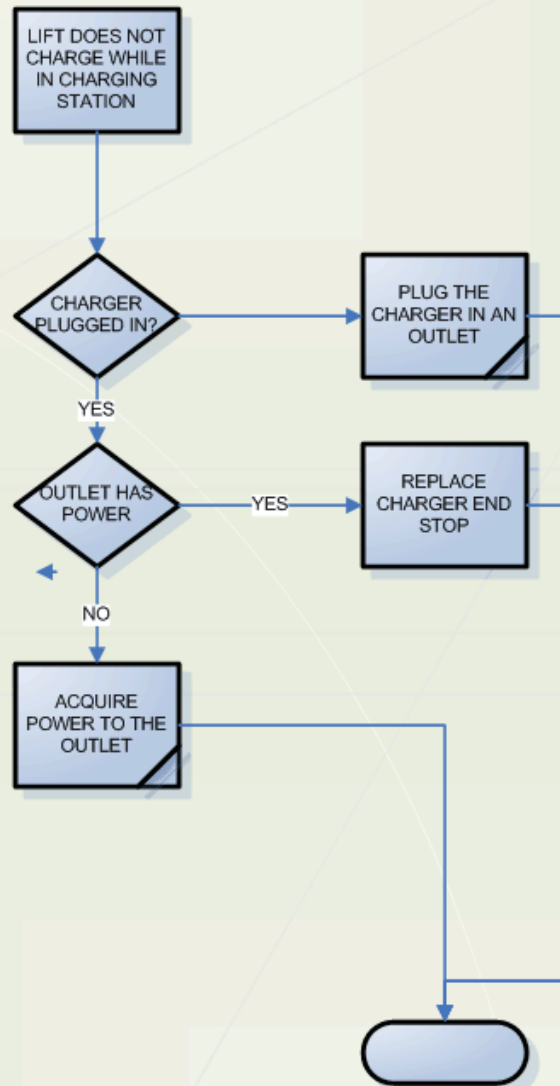 LIFT DOES NOT
CHARGE WHILE
IN CHARGING
STATION
CHARGER
PLUGGED IN?
PLUG THE
CHARGER IN AN
OUTLET
YES
OUTLET HAS
POWER
YES
REPLACE
CHARGER END
STOP
NO
ACQUIRE
POWER TO THE
OUTLET